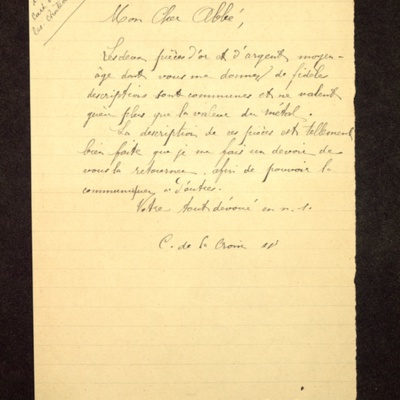 Mon Cher Abbé,
Les deux pièces d'or et d'argent moyen-
âge dont vous me donnez de fidèles
descriptions sont communes et ne valent
guère plus que la valeur du métal.
La description de ces pièces est tellement
bien faite que je me fais un devoir de
vous la retourner, afin de pouvoir la
communiquer à d'autres.
Votre tout dévoué en n. s.
C. de la Croix